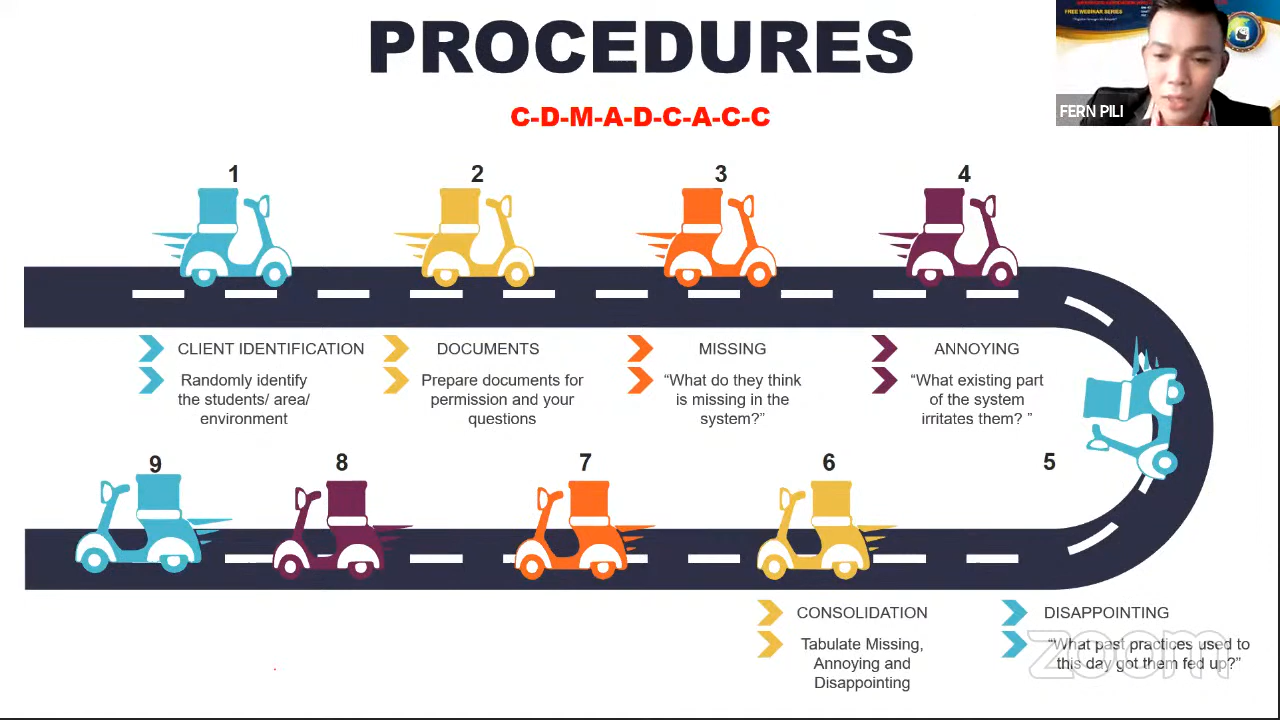 PROCEDURES
C-D-M-A-D-C-A-C-C
FREE WEBINAR SERIES
FERN PILI
1
2
3
4
CLIENT IDENTIFICATION
Randomly identify
the students/ area/
environment
DOCUMENTS
Prepare documents for
permission and your
questions
MISSING
“What do they think
is missing in the
system?”
ANNOYING
“What existing part
of the system
irritates them? ”
9
8
7
6
5
CONSOLIDATION
Tabulate Missing,
Annoying and
Disappointing
DISAPPOINTING
“What past practices used to
this day got them fed up?”
zoom